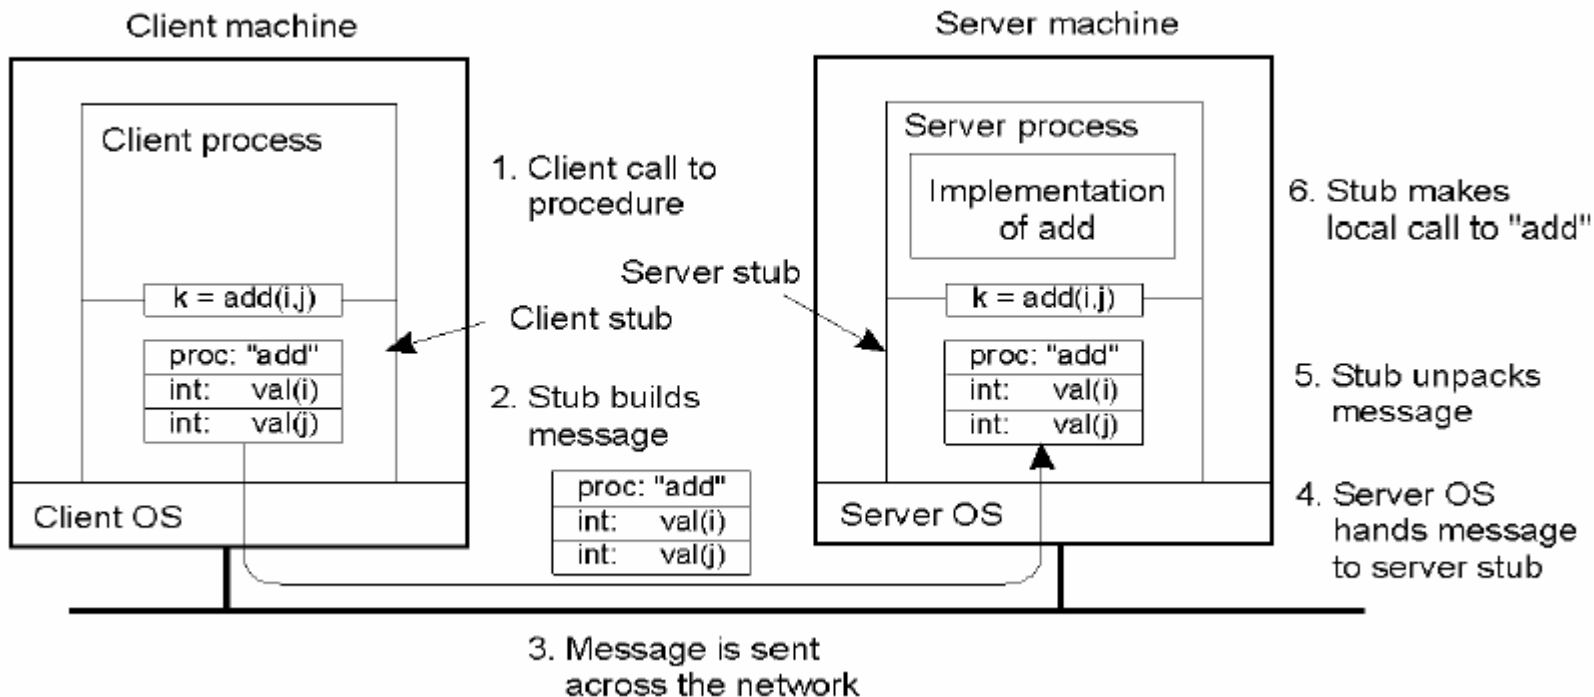 Client machine
Server machine
Client process
1. Client call to
procedure
k = add(i,j)
Client stub
proc: "add"
int: val(i)
int: val(j)
2. Stub builds
message
proc: "add"
int: val(i)
int: val(j)
Client OS
3. Message is sent
across the network
Server process
Implementation
of add
Server stub
k = add(i,j)
proc: "add"
int: val(i)
int: val(j)
Server OS
6. Stub makes
local call to "add"
5. Stub unpacks
message
4. Server OS
hands message
to server stub